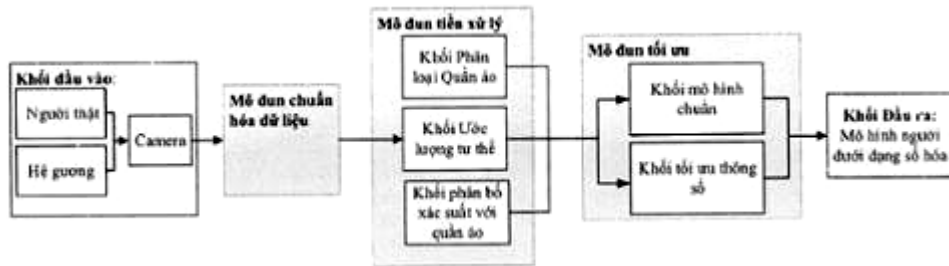 Khối đầu vào:
Người thật
Hệ gương
Camera
Mô đun chuẩn
hóa dữ liệu
Mô đun tiền xử lý
Khối Phân
loại Quần áo
Khối Ước
lượng tư thế
Khối phân bố
xác suất với
quần áo
Mô đun tối ưu
Khối mô hình
chuẩn
Khối tối ưu thông
số
Khối Đầu ra:
Mô hình người
dưới dạng số hóa